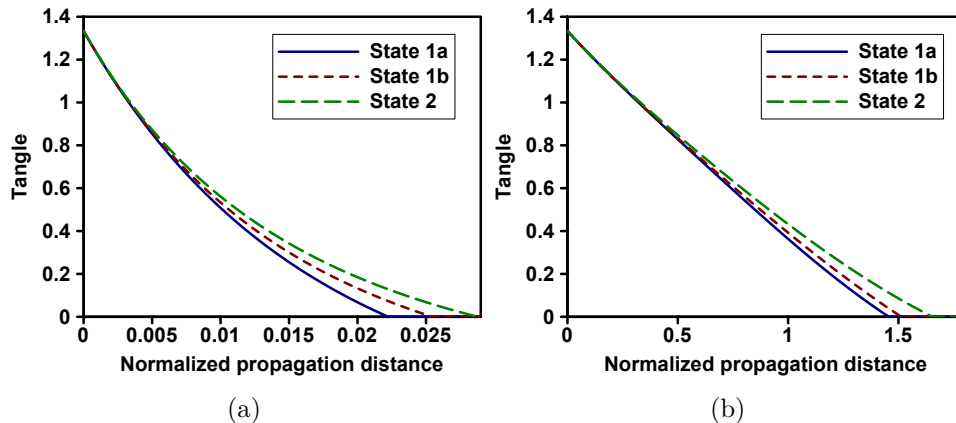 1.4
1.2
1
0.8
0.6
0.4
0.2
0
Tangle
State 1a
State 1b
State 2
0 0.005 0.01 0.015 0.02 0.025
Normalized propagation distance
(a)
1.4
1.2
1
0.8
0.6
0.4
0.2
0
Tangle
State 1a
State 1b
State 2
0 0.5 1 1.5
Normalized propagation distance
(b)